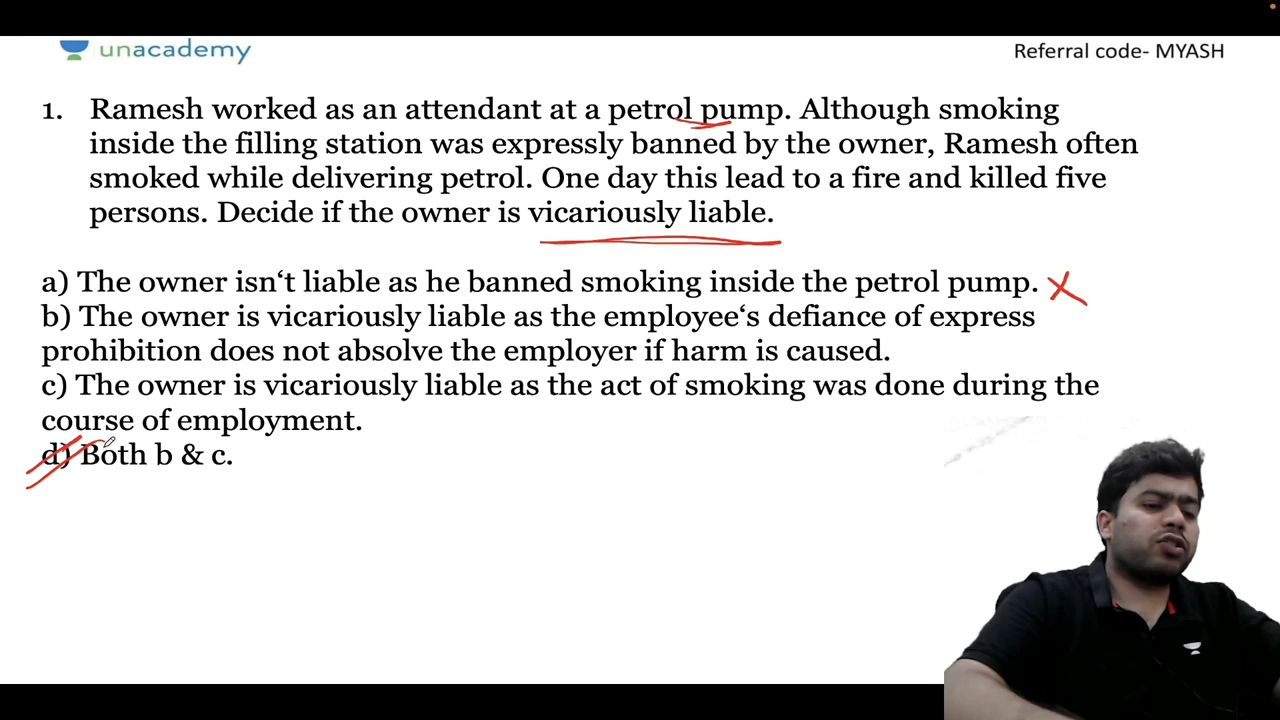 unacademy
Referral code- MYASH
1. Ramesh worked as an attendant at a petrol pump. Although smoking
inside the filling station was expressly banned by the owner, Ramesh often
smoked while delivering petrol. One day this lead to a fire and killed five
persons. Decide if the owner is vicariously liable.
a) The owner isn‘t liable as he banned smoking inside the petrol pump.
b) The owner is vicariously liable as the employee‘s defiance of express
prohibition does not absolve the employer if harm is caused.
c) The owner is vicariously liable as the act of smoking was done during the
course of employment.
d) Both b & c.